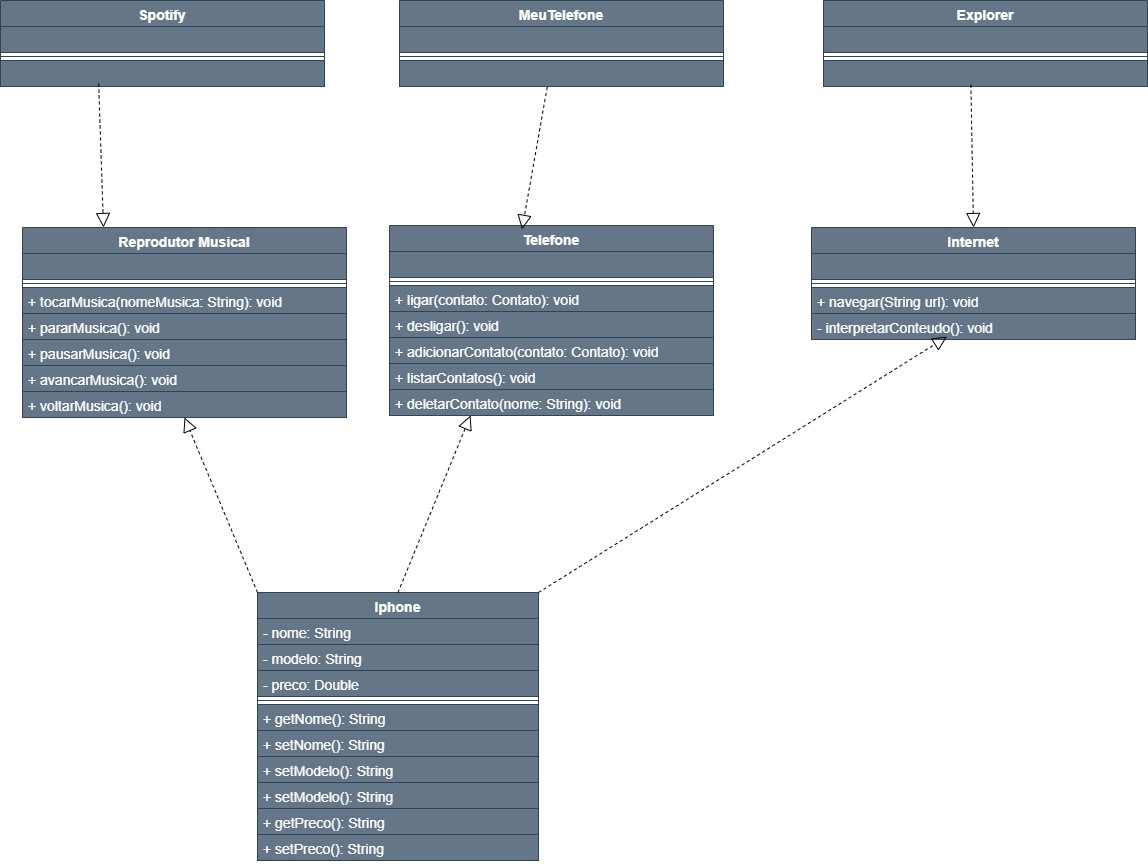 Spotify
MeuTelefone
Explorer
Reprodutor Musical
+ tocarMusica(nomeMusica: String): void
+ pararMusica(): void
+ pausarMusica(): void
+ avancarMusica(): void
+ voltarMusica(): void
Telefone
+ ligar(contato: Contato): void
+ desligar(): void
+ adicionarContato(contato: Contato): void
+ listarContatos(): void
+ deletarContato(nome: String): void
Internet
+ navegar(String url): void
- interpretarConteudo(): void
Iphone
- nome: String
- modelo: String
- preco: Double
+ getNome(): String
+ setNome(): String
+ setModelo(): String
+ setModelo(): String
+ getPreco(): String
+ setPreco(): String